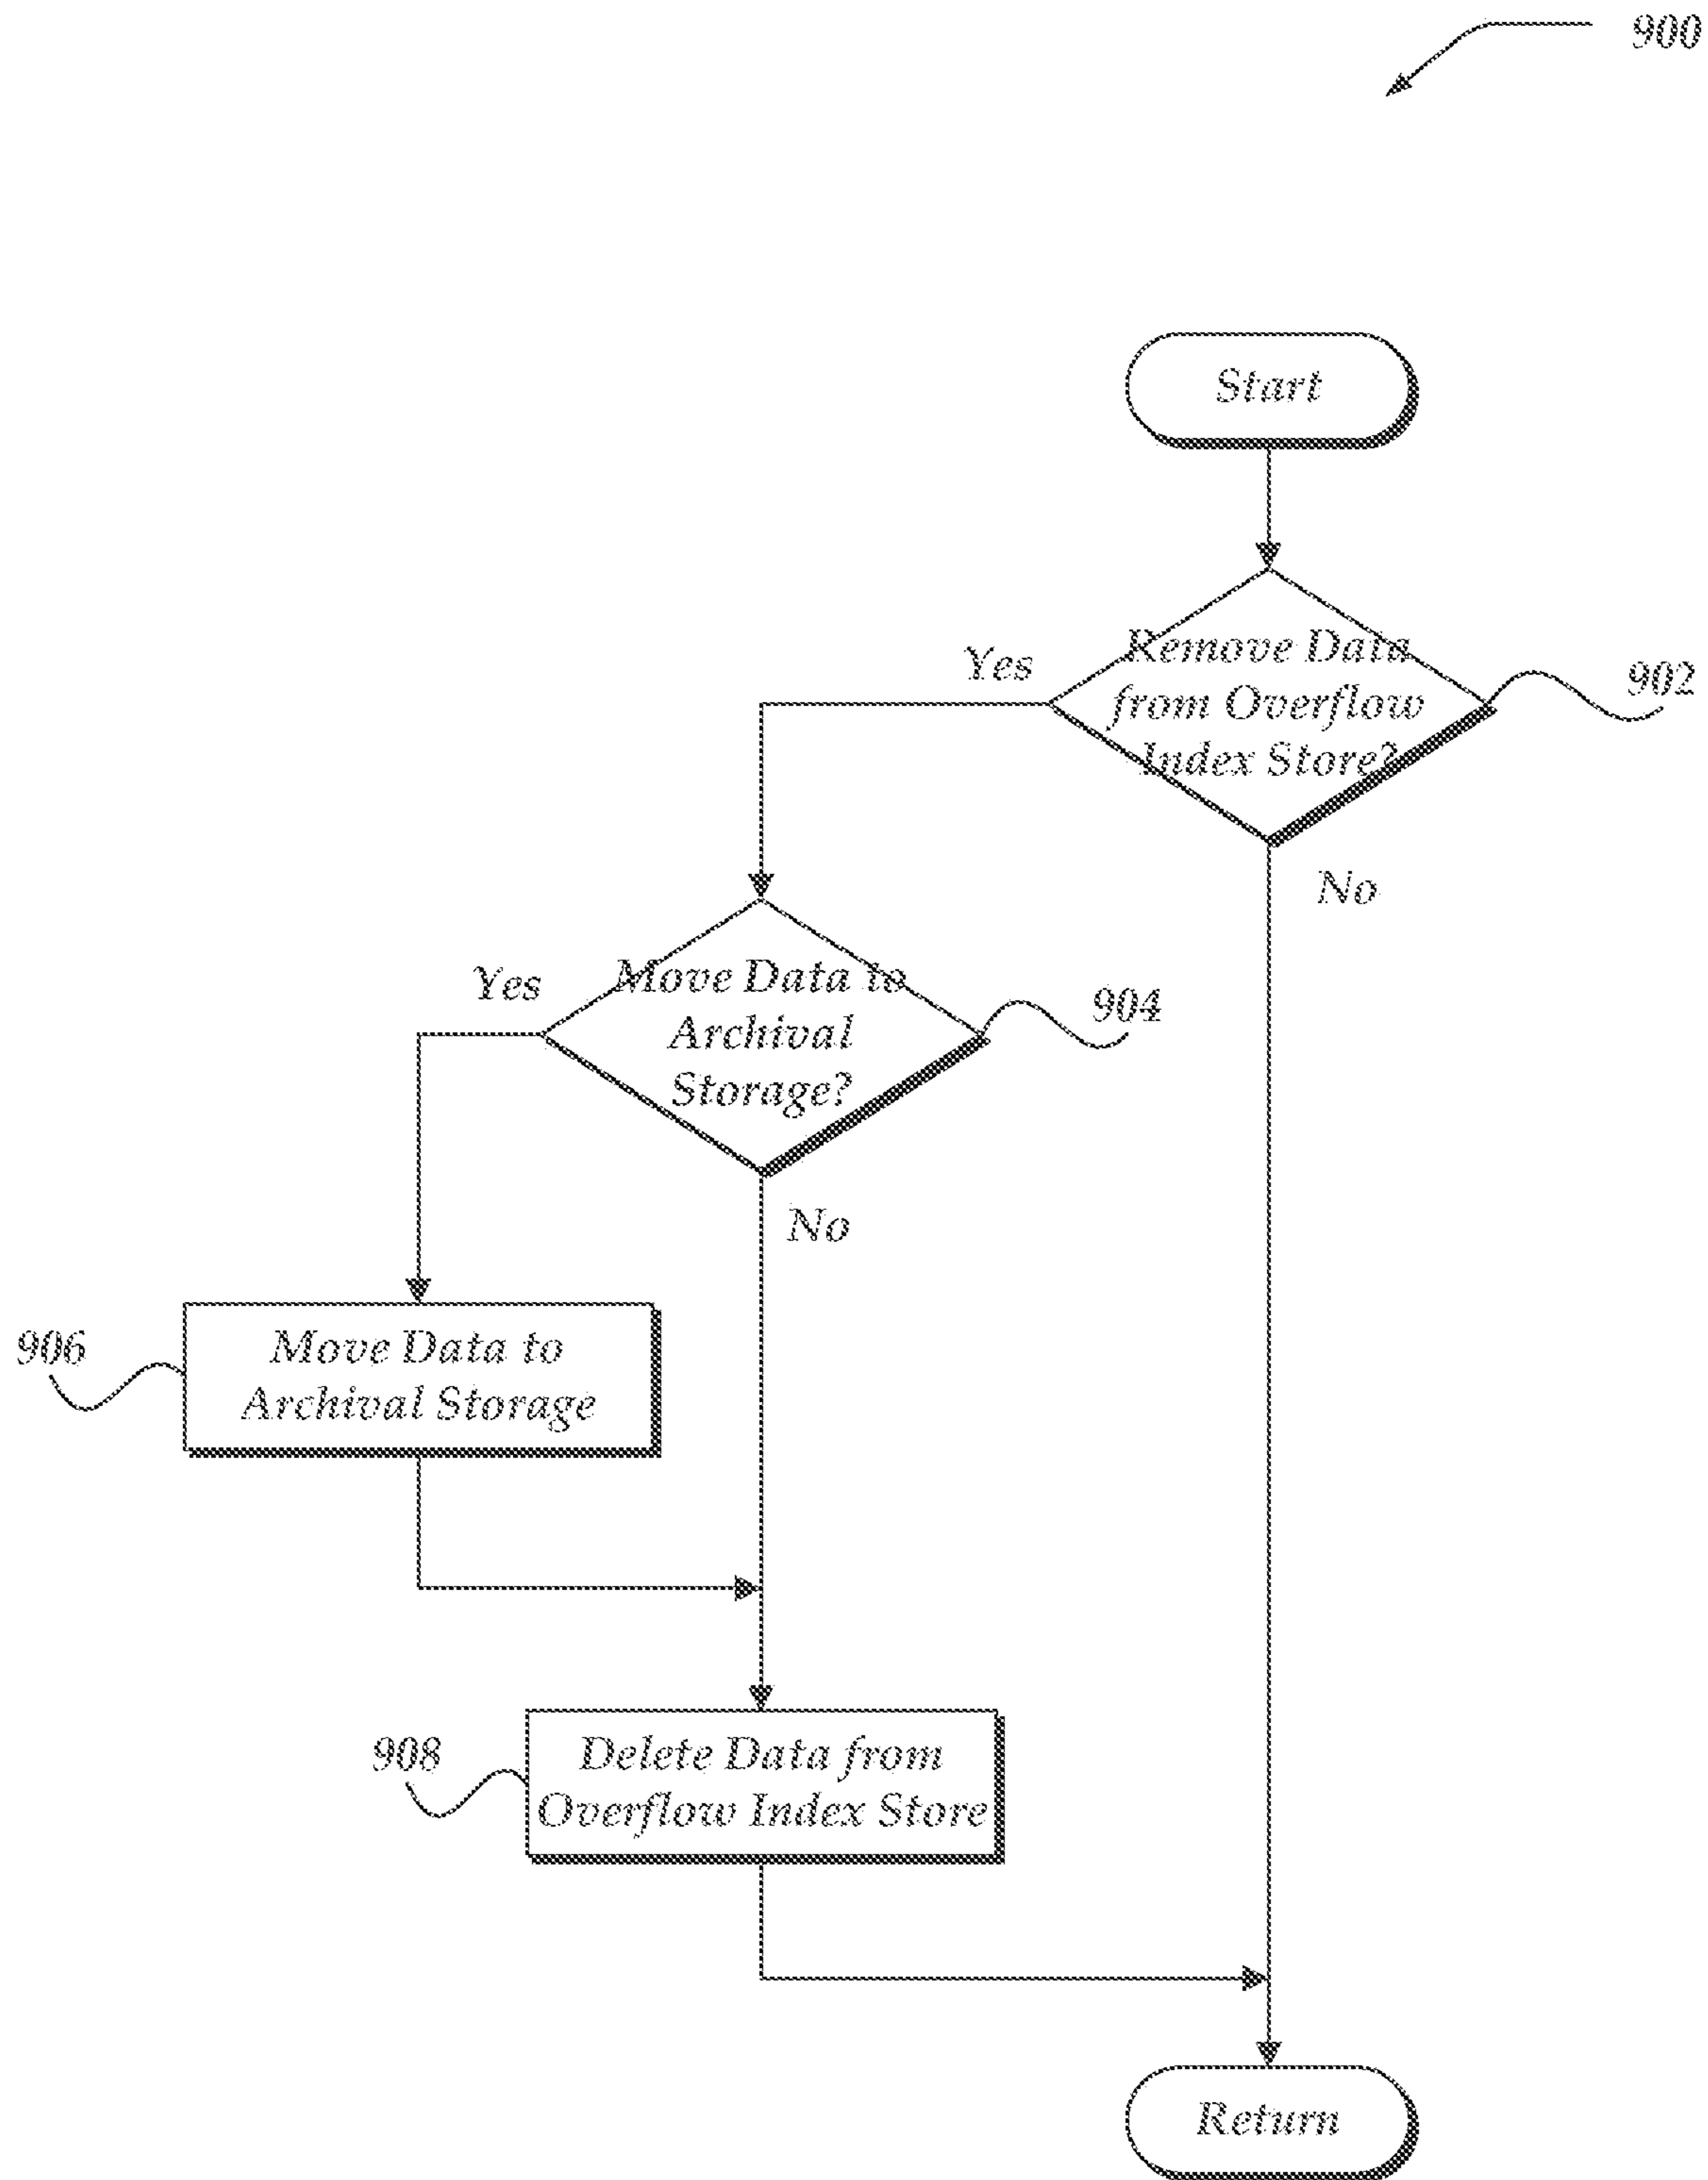 900
Start
Remove Data
from Overflow
Index Store?
902
Yes
No
Move Data to
Archival
Storage?
904
Yes
No
906
Move Data to
Archival Storage
908
Delete Data from
Overflow Index Store
Return